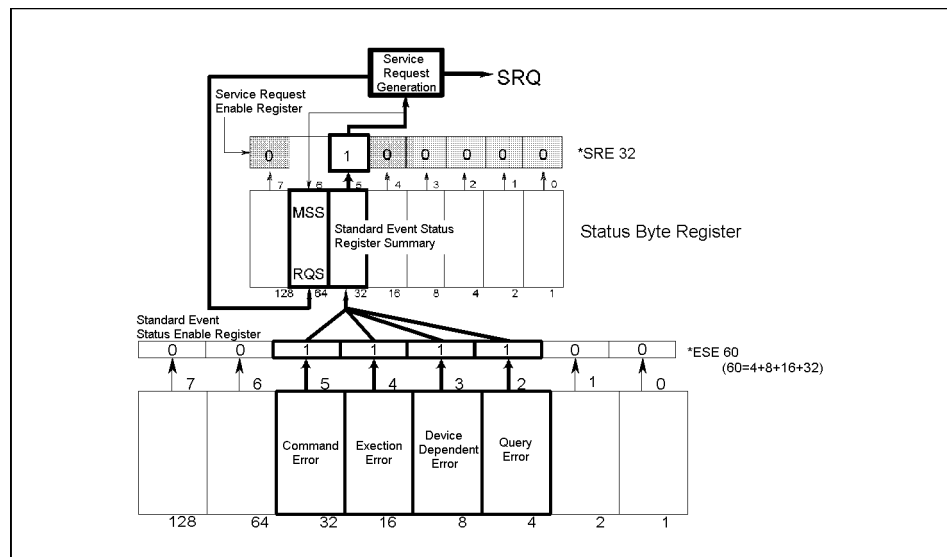 Service
Request
Generation
SRQ
Service Request
Enable Register
0 1 0 0 0 0 0
*SRE 32
7 6 5 4 3 2 1 0
MSS
Standard Event Status
Register Summary
Status Byte Register
RQS
128 64 32 16 8 4 2 1
Standard Event
Status Enable Register
0 0 1 1 1 1 0 0
*ESE 60
(60=4+8+16+32)
7 6 5 4 3 2 1 0
Command
Error
Exection
Error
Device
Dependent
Error
Query
Error
128 64 32 16 8 4 2 1